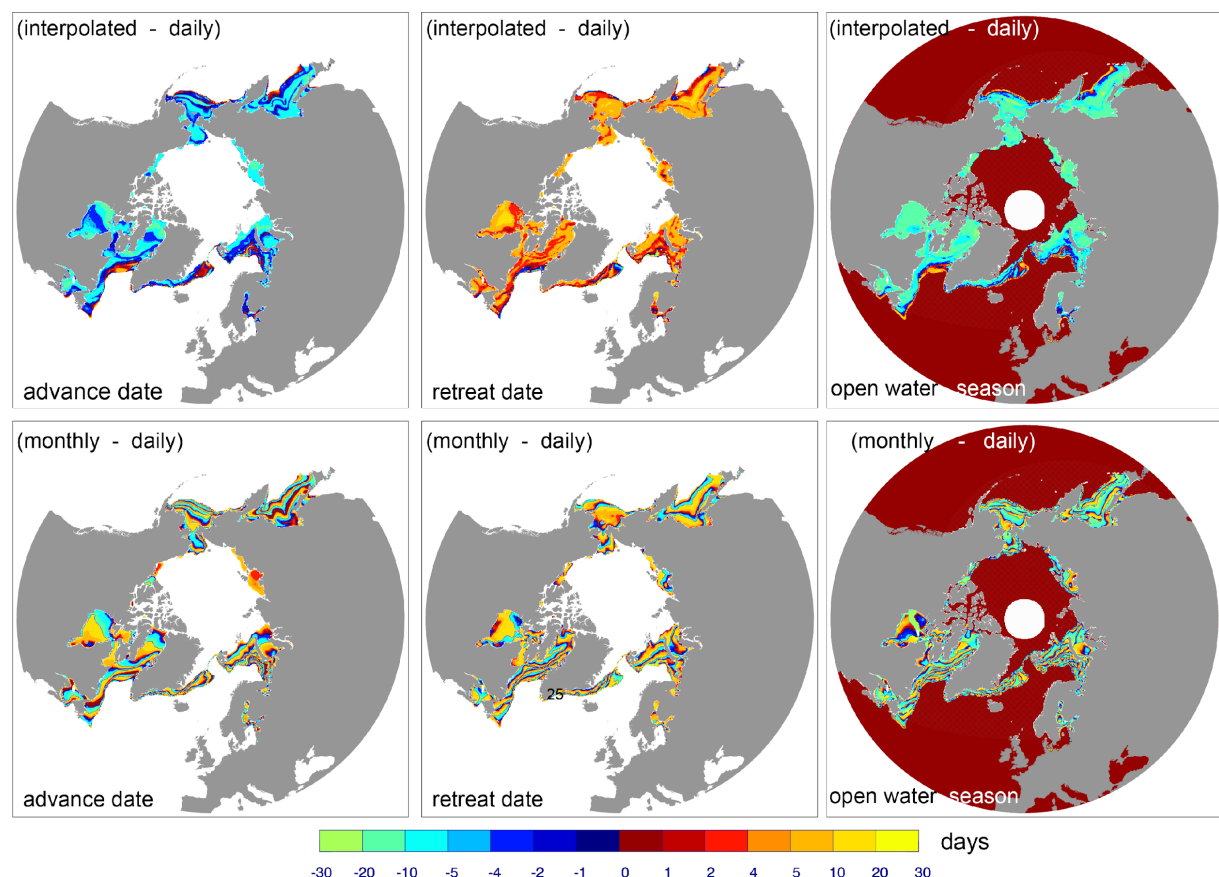 (interpolated - daily)
(interpolated - daily)
(interpolated - daily)
advance date
retreat date
open water season
(monthly - daily)
(monthly - daily)
(monthly - daily)
25
advance date
retreat date
open water season
days
-30 -20 -10 -5 -4 -2 -1 0 1 2 4 5 10 20 30